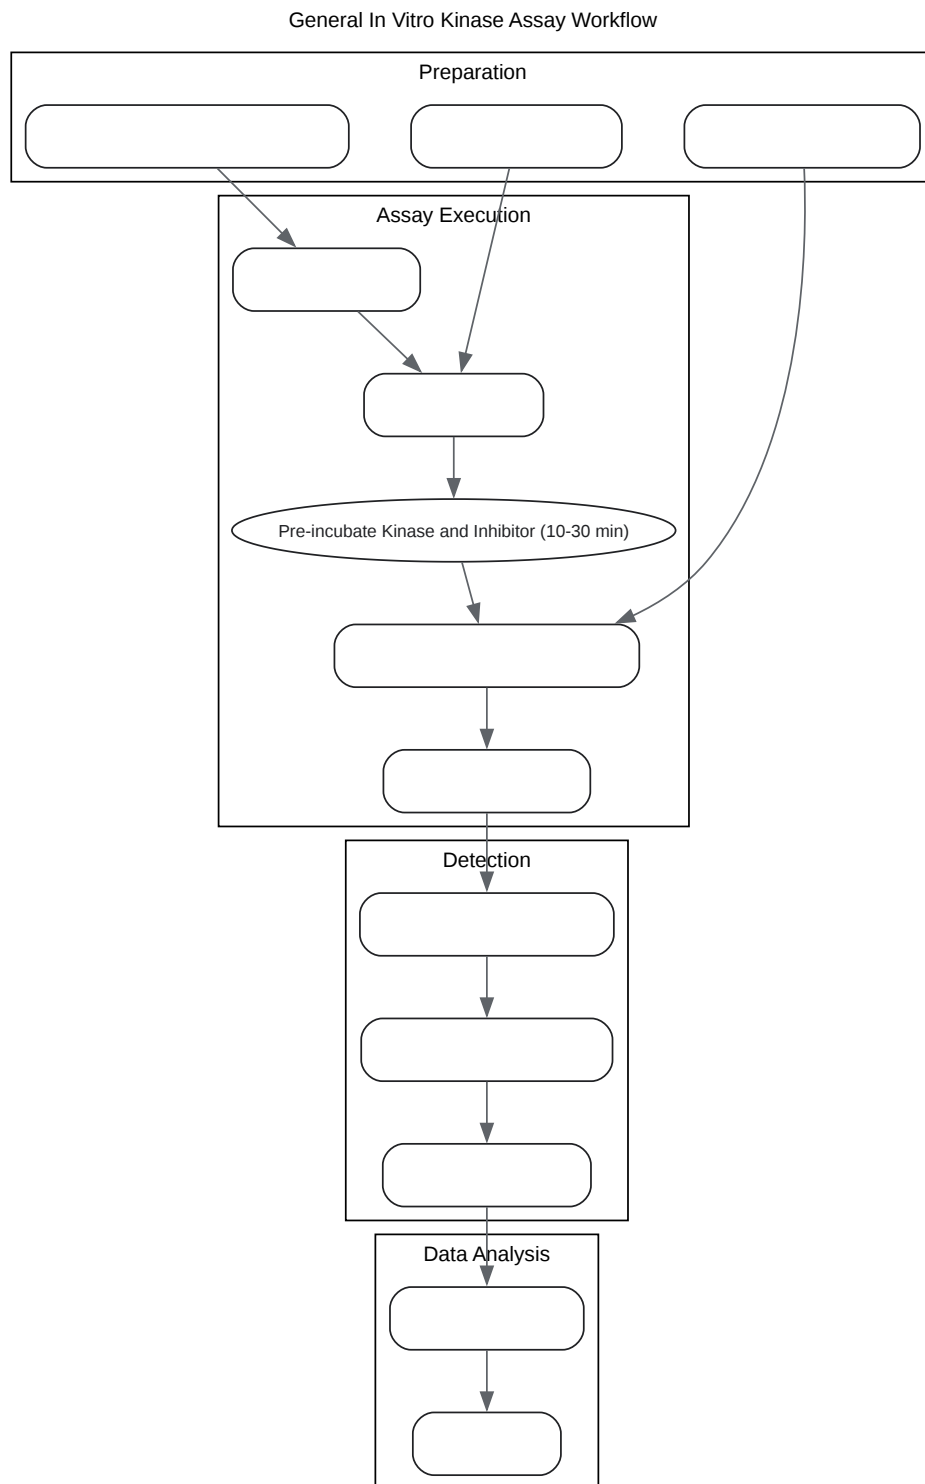 General In Vitro Kinase Assay Workflow
Preparation
Assay Execution
Pre-incubate Kinase and Inhibitor (10-30 min)
Detection
Data Analysis